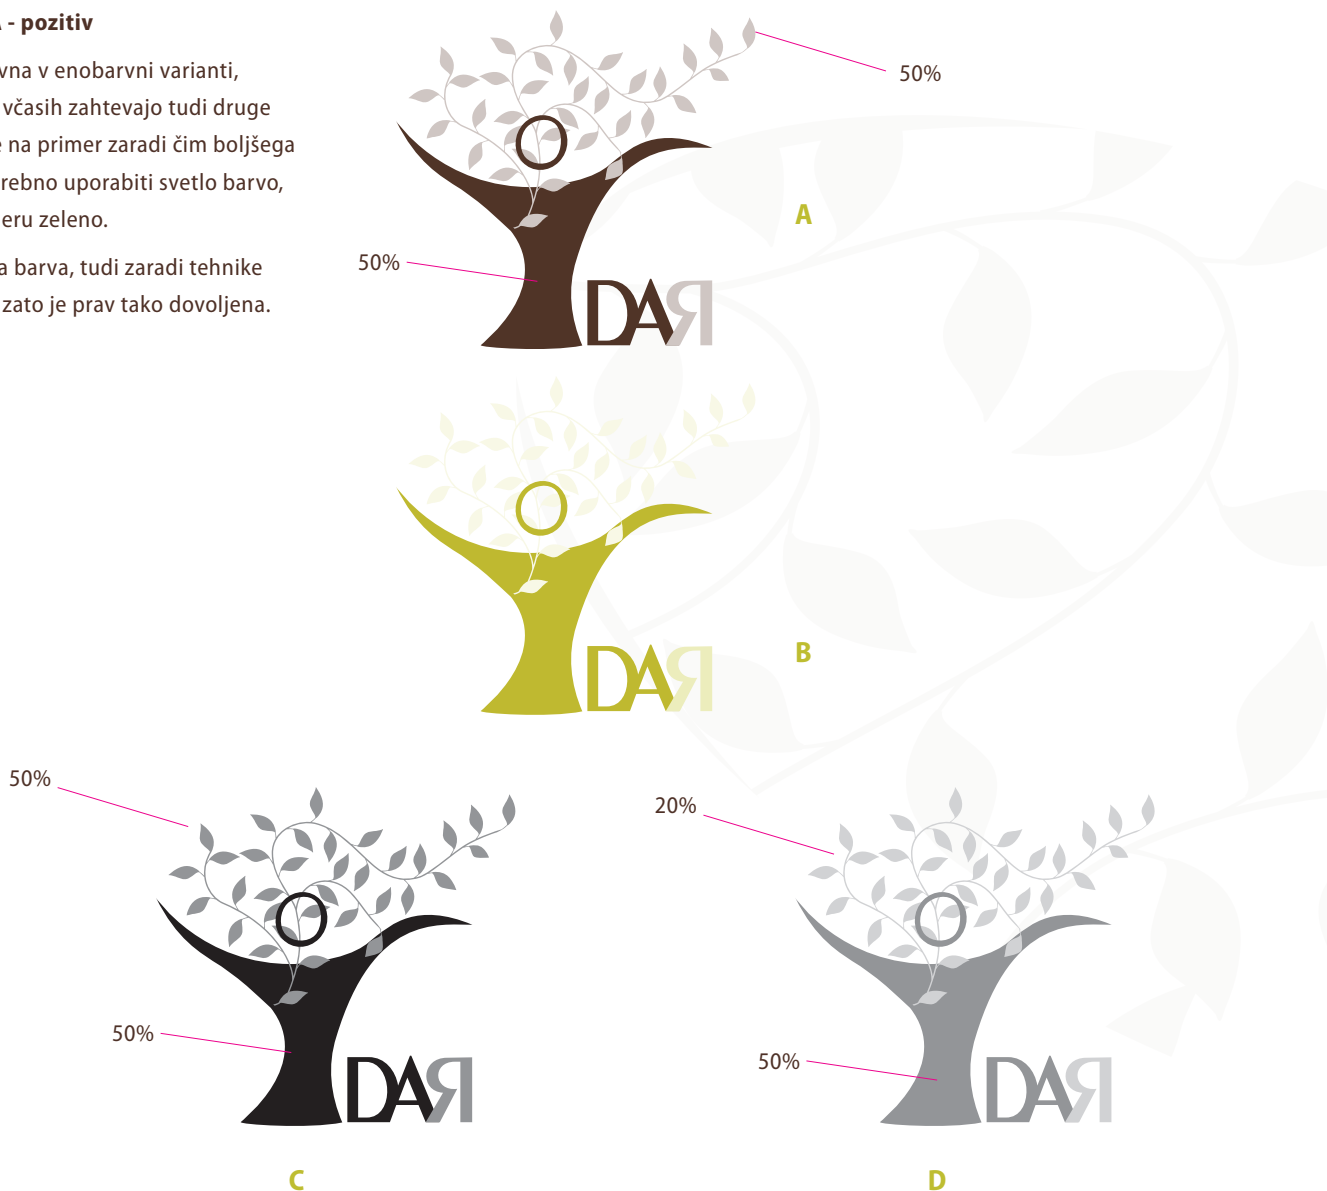 - pozitiv
vna v enobarvni varianti,
včasih zahtevajo tudi druge
na primer zaradi čim boljšega
rebno uporabiti svetlo barvo,
eru zeleno.
a barva, tudi zaradi tehnike
zato je prav tako dovoljena.
50%
50%
A
O
DAR
O
B
DAR
50%
20%
O
O
50%
50%
DAR
DAR
C
D